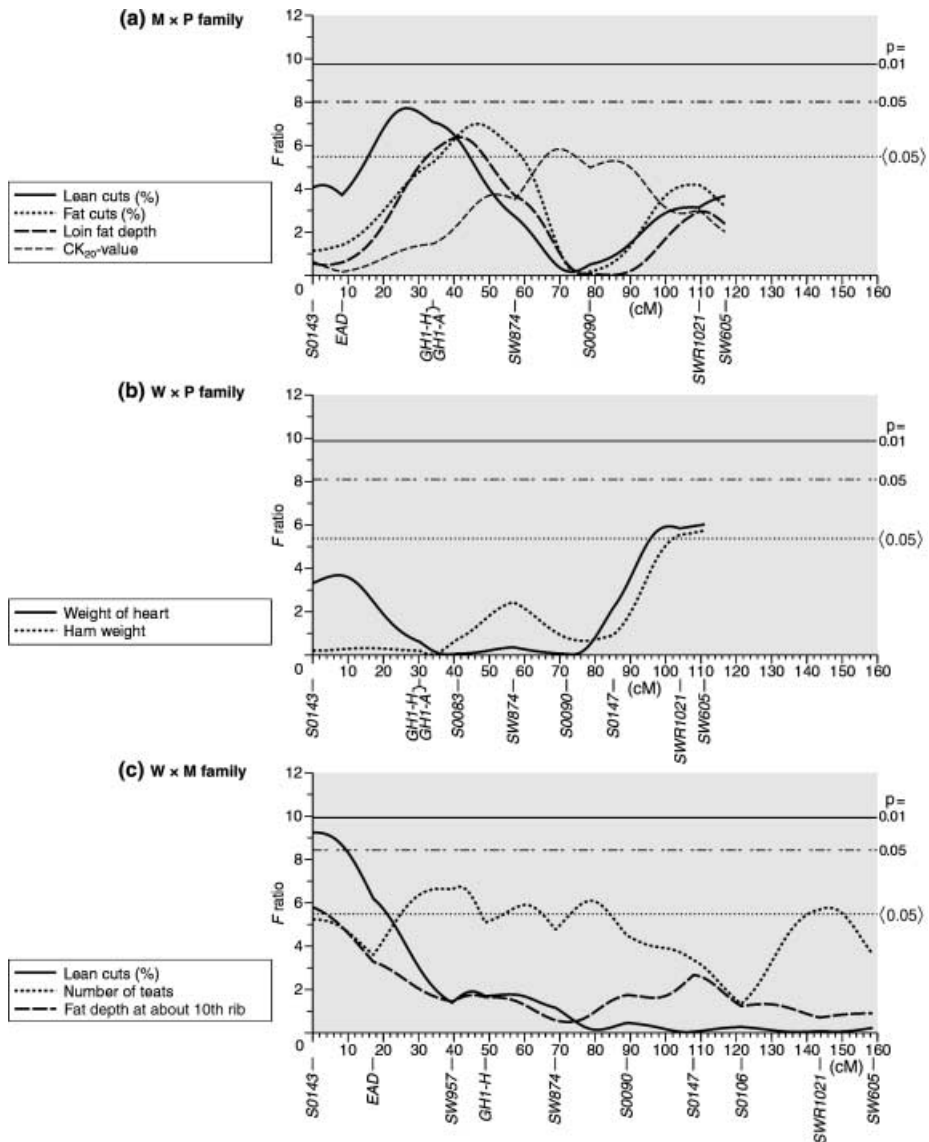 (a) M × P family
12
10
8
6
4
2
0
F ratio
p=
0.01
0.05
⟨0.05⟩
Lean cuts (%)
Fat cuts (%)
Loin fat depth
CK20-value
10 20 30 40 50 60 70 80 90 100 110 120 130 140 150 160
(cM)
S0143
EAD
GH1-H
GH1-A
SW874
S0090
SWR1021
SW605
(b) W × P family
12
10
8
6
4
2
0
F ratio
p=
0.01
0.05
⟨0.05⟩
Weight of heart
Ham weight
10 20 30 40 50 60 70 80 90 100 110 120 130 140 150 160
(cM)
S0143
GH1-H
GH1-A
S0083
SW874
S0090
S0147
SWR1021
SW605
(c) W × M family
12
10
8
6
4
2
0
F ratio
p=
0.01
0.05
⟨0.05⟩
Lean cuts (%)
Number of teats
Fat depth at about 10th rib
10 20 30 40 50 60 70 80 90 100 110 120 130 140 150 160
(cM)
S0143
EAD
SW957
GH1-H
SW874
S0090
S0147
S0106
SWR1021
SW605